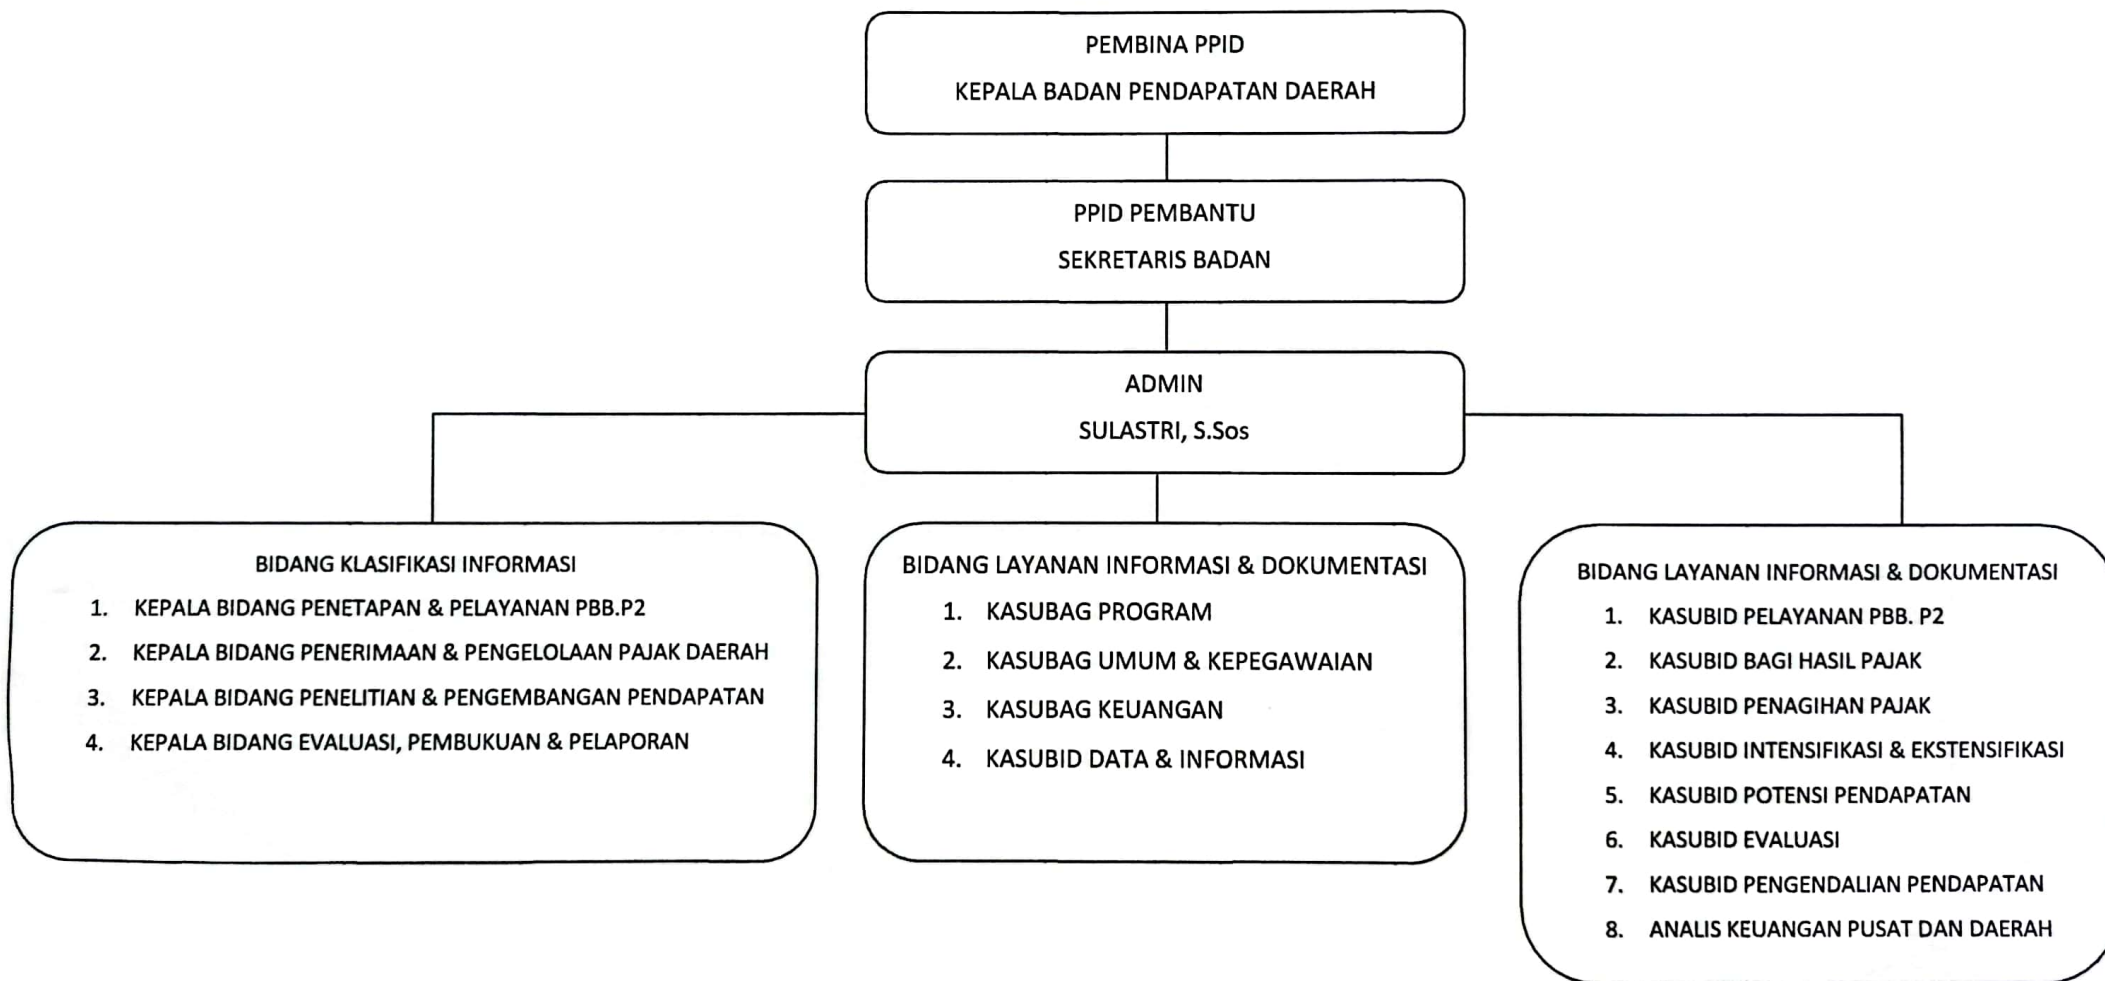 PEMBINA PPID
KEPALA BADAN PENDAPATAN DAERAH
PPID PEMBANTU
SEKRETARIS BADAN
ADMIN
SULASTRI, S.Sos
BIDANG KLASIFIKASI INFORMASI
1. KEPALA BIDANG PENETAPAN & PELAYANAN PBB.P2
2. KEPALA BIDANG PENERIMAAN & PENGELOLAAN PAJAK DAERAH
3. KEPALA BIDANG PENELITIAN & PENGEMBANGAN PENDAPATAN
4. KEPALA BIDANG EVALUASI, PEMBUKUAN & PELAPORAN
BIDANG LAYANAN INFORMASI & DOKUMENTASI
1. KASUBAG PROGRAM
2. KASUBAG UMUM & KEPEGAWAIAN
3. KASUBAG KEUANGAN
4. KASUBID DATA & INFORMASI
BIDANG LAYANAN INFORMASI & DOKUMENTASI
1. KASUBID PELAYANAN PBB. P2
2. KASUBID BAGI HASIL PAJAK
3. KASUBID PENAGIHAN PAJAK
4. KASUBID INTENSIFIKASI & EKSTENSIFIKASI
5. KASUBID POTENSI PENDAPATAN
6. KASUBID EVALUASI
7. KASUBID PENGENDALIAN PENDAPATAN
8. ANALIS KEUANGAN PUSAT DAN DAERAH